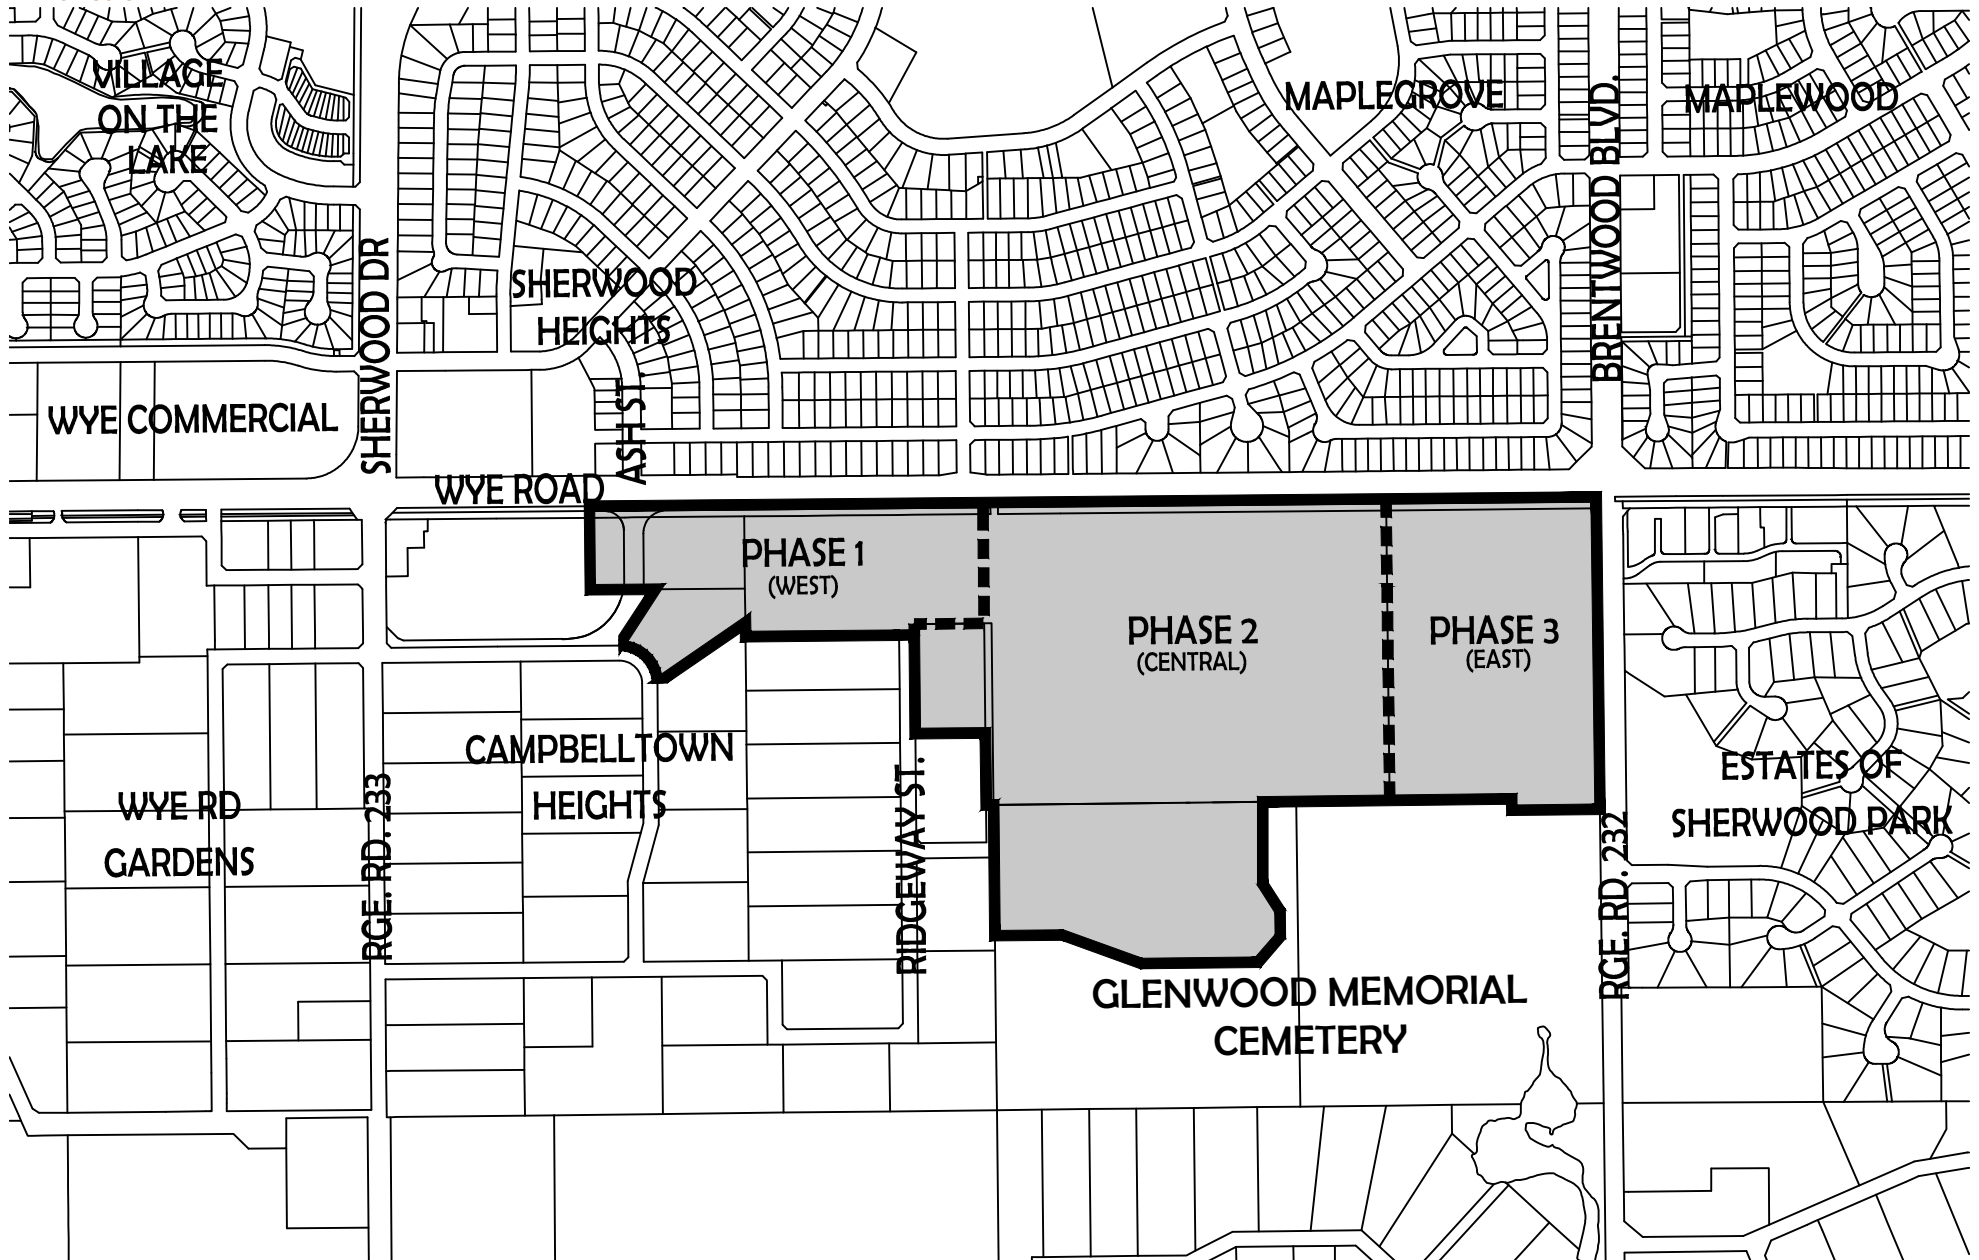 VILLAGE
ON THE
LAKE
MAPLEGROVE
MAPLEWOOD
BRENTWOOD BLVD.
SHERWOOD DR
SHERWOOD
HEIGHTS
ASH ST.
WYE COMMERCIAL
WYE ROAD
PHASE 1
(WEST)
PHASE 2
(CENTRAL)
PHASE 3
(EAST)
CAMPBELLTOWN
HEIGHTS
WYE RD
GARDENS
RGE. RD. 233
RIDGEWAY ST.
ESTATES OF
SHERWOOD PARK
RGE. RD. 232
GLENWOOD MEMORIAL
CEMETERY